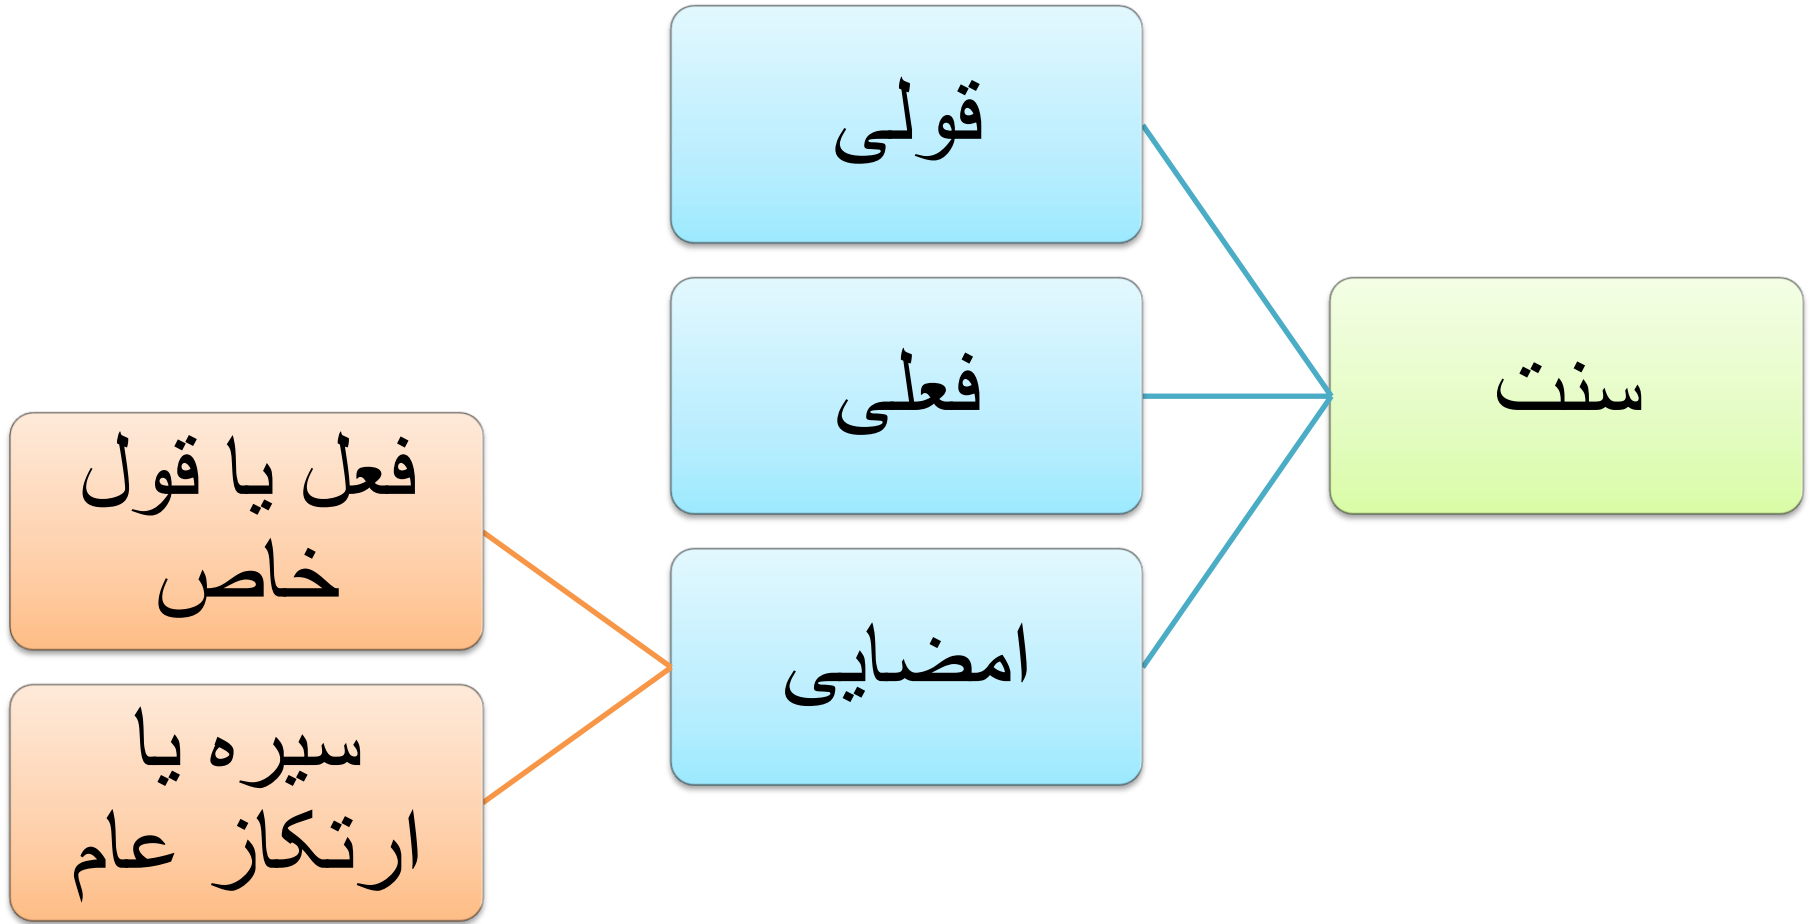 سنت
قولی
فعلی
امضایی
فعل یا قول
خاص
سیره یا
ارتکاز عام